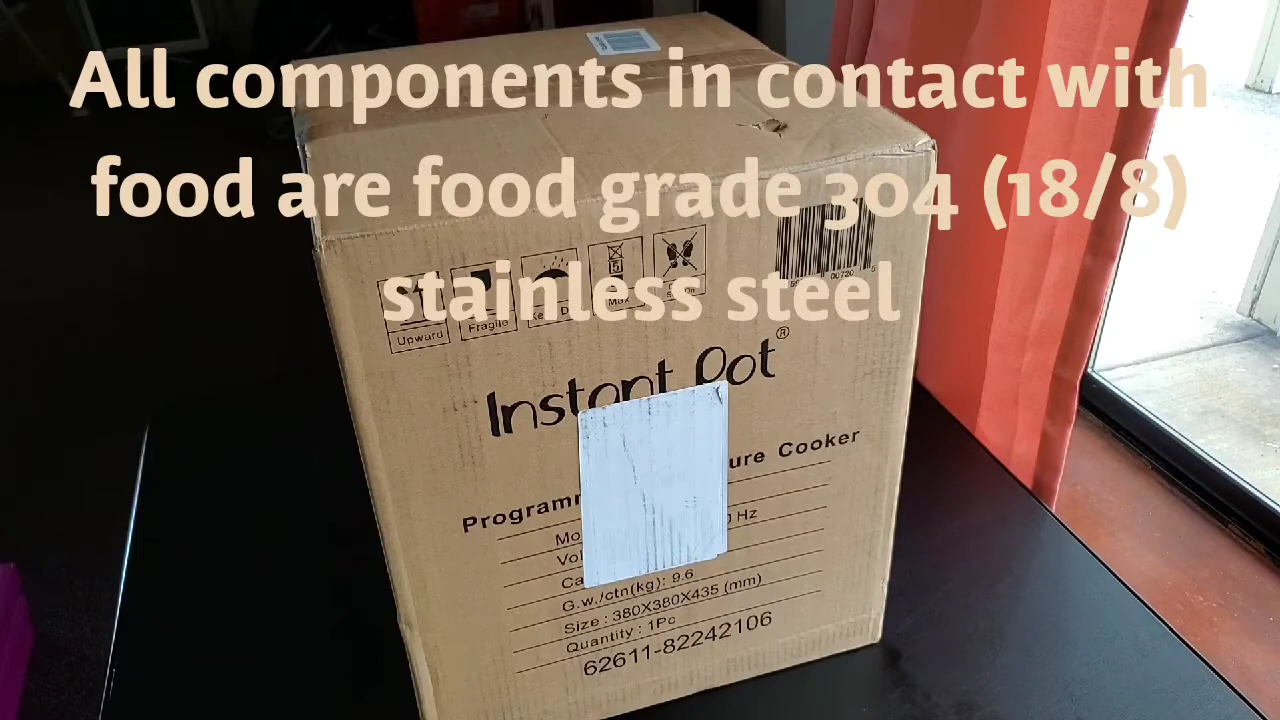 All components in contact with
food are food grade 304 (18/8)
stainless steel
Upward
Fragile
Max
Instant Pot®
ure Cooker
Program
Hz
G.w./ctn(kg): 9.6
Size : 380X380X435 (mm)
Quantity : 1Pc
62611-82242106